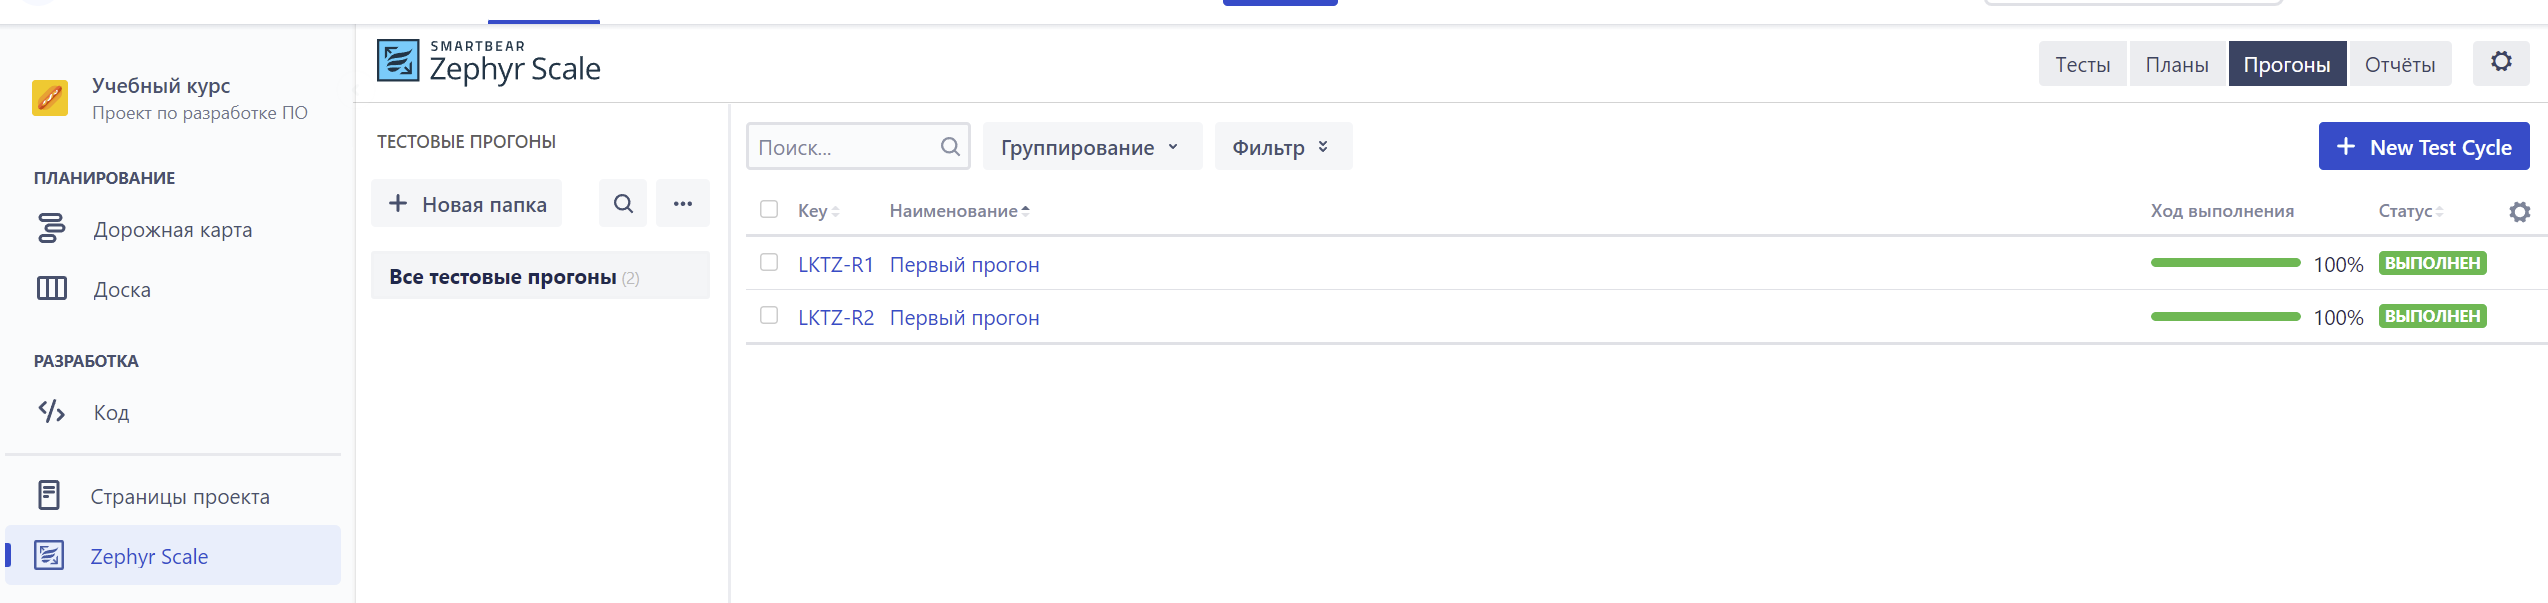 Учебный курс
Проект по разработке ПО
ПЛАНИРОВАНИЕ
Дорожная карта
Доска
РАЗРАБОТКА
Код
Страницы проекта
Zephyr Scale
SMARTBEAR
Zephyr Scale
Тесты Планы Прогоны Отчёты
ТЕСТОВЫЕ ПРОГОНЫ
+ Новая папка ...
Все тестовые прогоны (2)
Поиск... Группирование Фильтр + New Test Cycle
Key Наименование Ход выполнения Статус
LKTZ-R1 Первый прогон 100% ВЫПОЛНЕН
LKTZ-R2 Первый прогон 100% ВЫПОЛНЕН